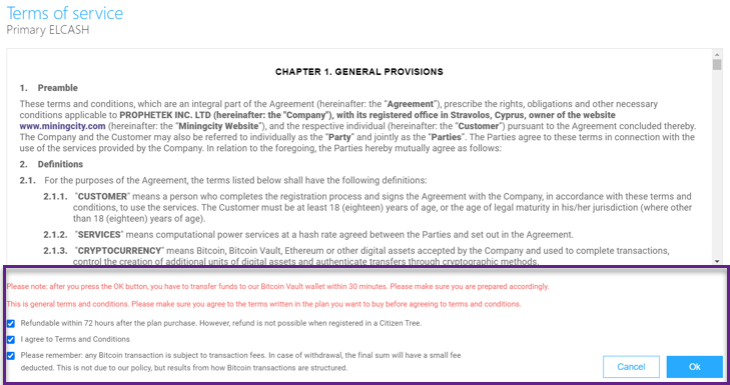 Terms of service
Primary ELCASH
CHAPTER 1. GENERAL PROVISIONS
1. Preamble
These terms and conditions, which are an integral part of the Agreement (hereinafter: the "Agreement"), prescribe the rights, obligations and other necessary
conditions applicable to PROPHETEK INC. LTD (hereinafter: the "Company"), with its registered office in Stravolos, Cyprus, owner of the website
www.miningcity.com (hereinafter: the "Miningcity Website"), and the respective individual (hereinafter: the "Customer") pursuant to the Agreement concluded thereby.
The Company and the Customer may also be referred to individually as the "Party" and jointly as the "Parties". The Parties agree to these terms in connection with the
use of the services provided by the Company. In relation to the foregoing, the Parties hereby mutually agree as follows:
2. Definitions
2.1. For the purposes of the Agreement, the terms listed below shall have the following definitions:
2.1.1. "CUSTOMER" means a person who completes the registration process and signs the Agreement with the Company, in accordance with these terms and
conditions, to use the services. The Customer must be at least 18 (eighteen) years of age, or the age of legal maturity in his/her jurisdiction (where other
than 18 (eighteen) years of age).
2.1.2. "SERVICES" means computational power services at a hash rate agreed between the Parties and set out in the Agreement.
2.1.3. "CRYPTOCURRENCY" means Bitcoin, Bitcoin Vault, Ethereum or other digital assets accepted by the Company and used to complete transactions,
control the creation of additional units of digital assets and authenticate transfers through cryptographic methods.
Please note: after you press the OK button, you have to transfer funds to our Bitcoin Vault wallet within 30 minutes. Please make sure you are prepared accordingly.
This is general terms and conditions. Please make sure you agree to the terms written in the plan you want to buy before agreeing to terms and conditions.
Refundable within 72 hours after the plan purchase. However, refund is not possible when registered in a Citizen Tree.
I agree to Terms and Conditions
Please remember: any Bitcoin transaction is subject to transaction fees. In case of withdrawal, the final sum will have a small fee
deducted. This is not due to our policy, but results from how Bitcoin transactions are structured.
Cancel
Ok